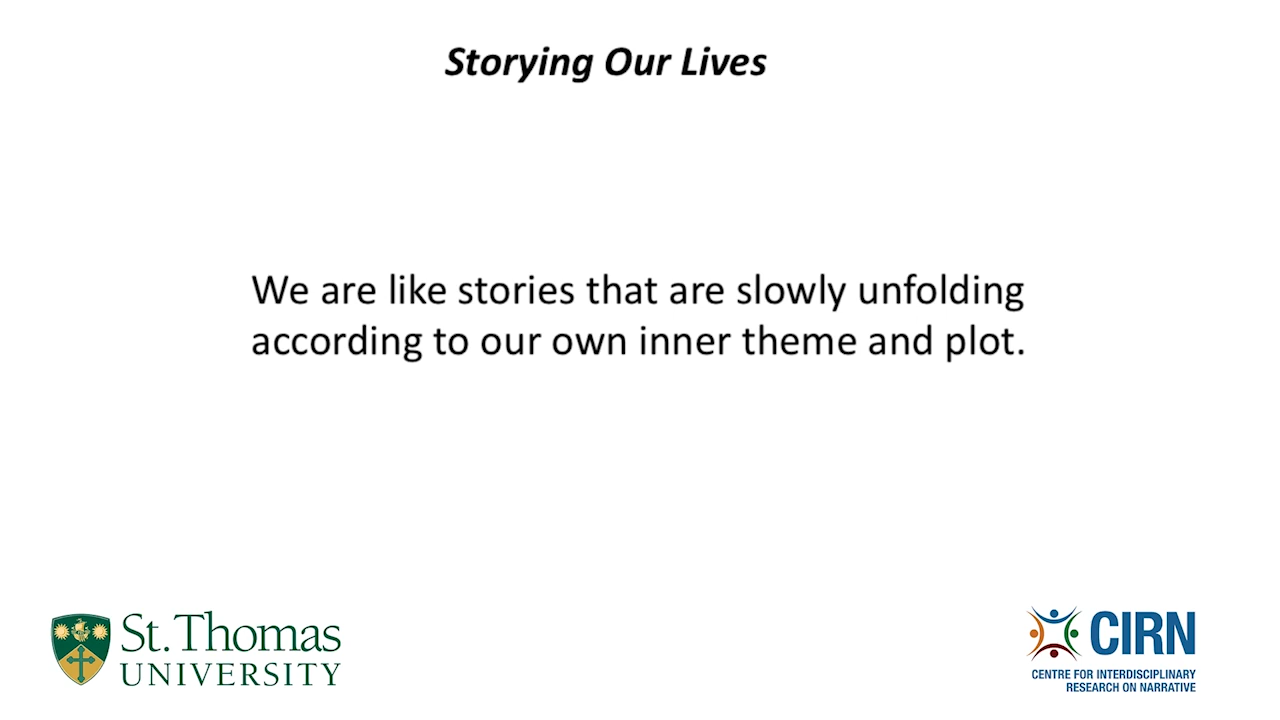 Storying Our Lives
We are like stories that are slowly unfolding
according to our own inner theme and plot.
St. Thomas
UNIVERSITY
CIRN
CENTRE FOR INTERDISCIPLINARY
RESEARCH ON NARRATIVE